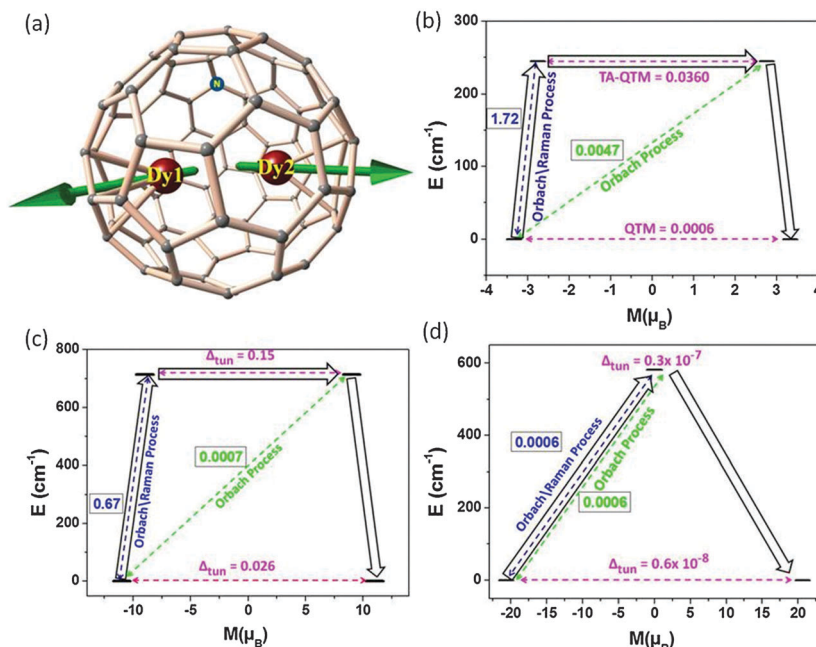 (a)
N
Dy1
Dy2
(b)
E (cm⁻¹)
300
200
100
0
TA-QTM = 0.0360
1.72
Orbach\Raman Process
0.0047
Orbach Process
QTM = 0.0006
-4 -3 -2 -1 0 1 2 3 4
M(μB)
(c)
E (cm⁻¹)
800
600
400
200
0
Δtun = 0.15
0.67
Orbach\Raman Process
0.0007
Orbach Process
Δtun = 0.026
-10 -5 0 5 10
M(μB)
(d)
E (cm⁻¹)
600
400
200
0
Δtun = 0.3x 10⁻⁷
0.0006
Orbach\Raman Process
Orbach Process
0.0006
Δtun = 0.6x 10⁻⁸
-20 -15 -10 -5 0 5 10 15 20